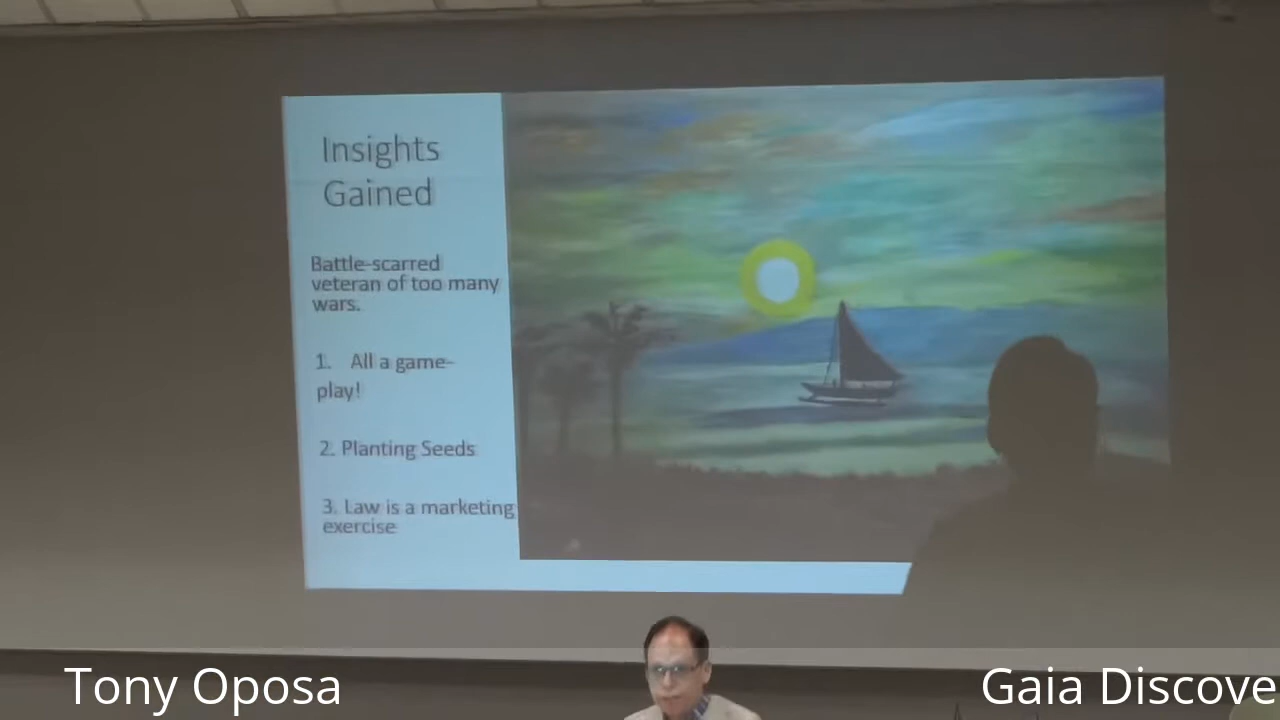 Insights
Gained
Battle-scarred
veteran of too many
wars.
1. All a game-
play!
2. Planting Seeds
3. Law is a marketing
exercise
Tony Oposa
Gaia Discove